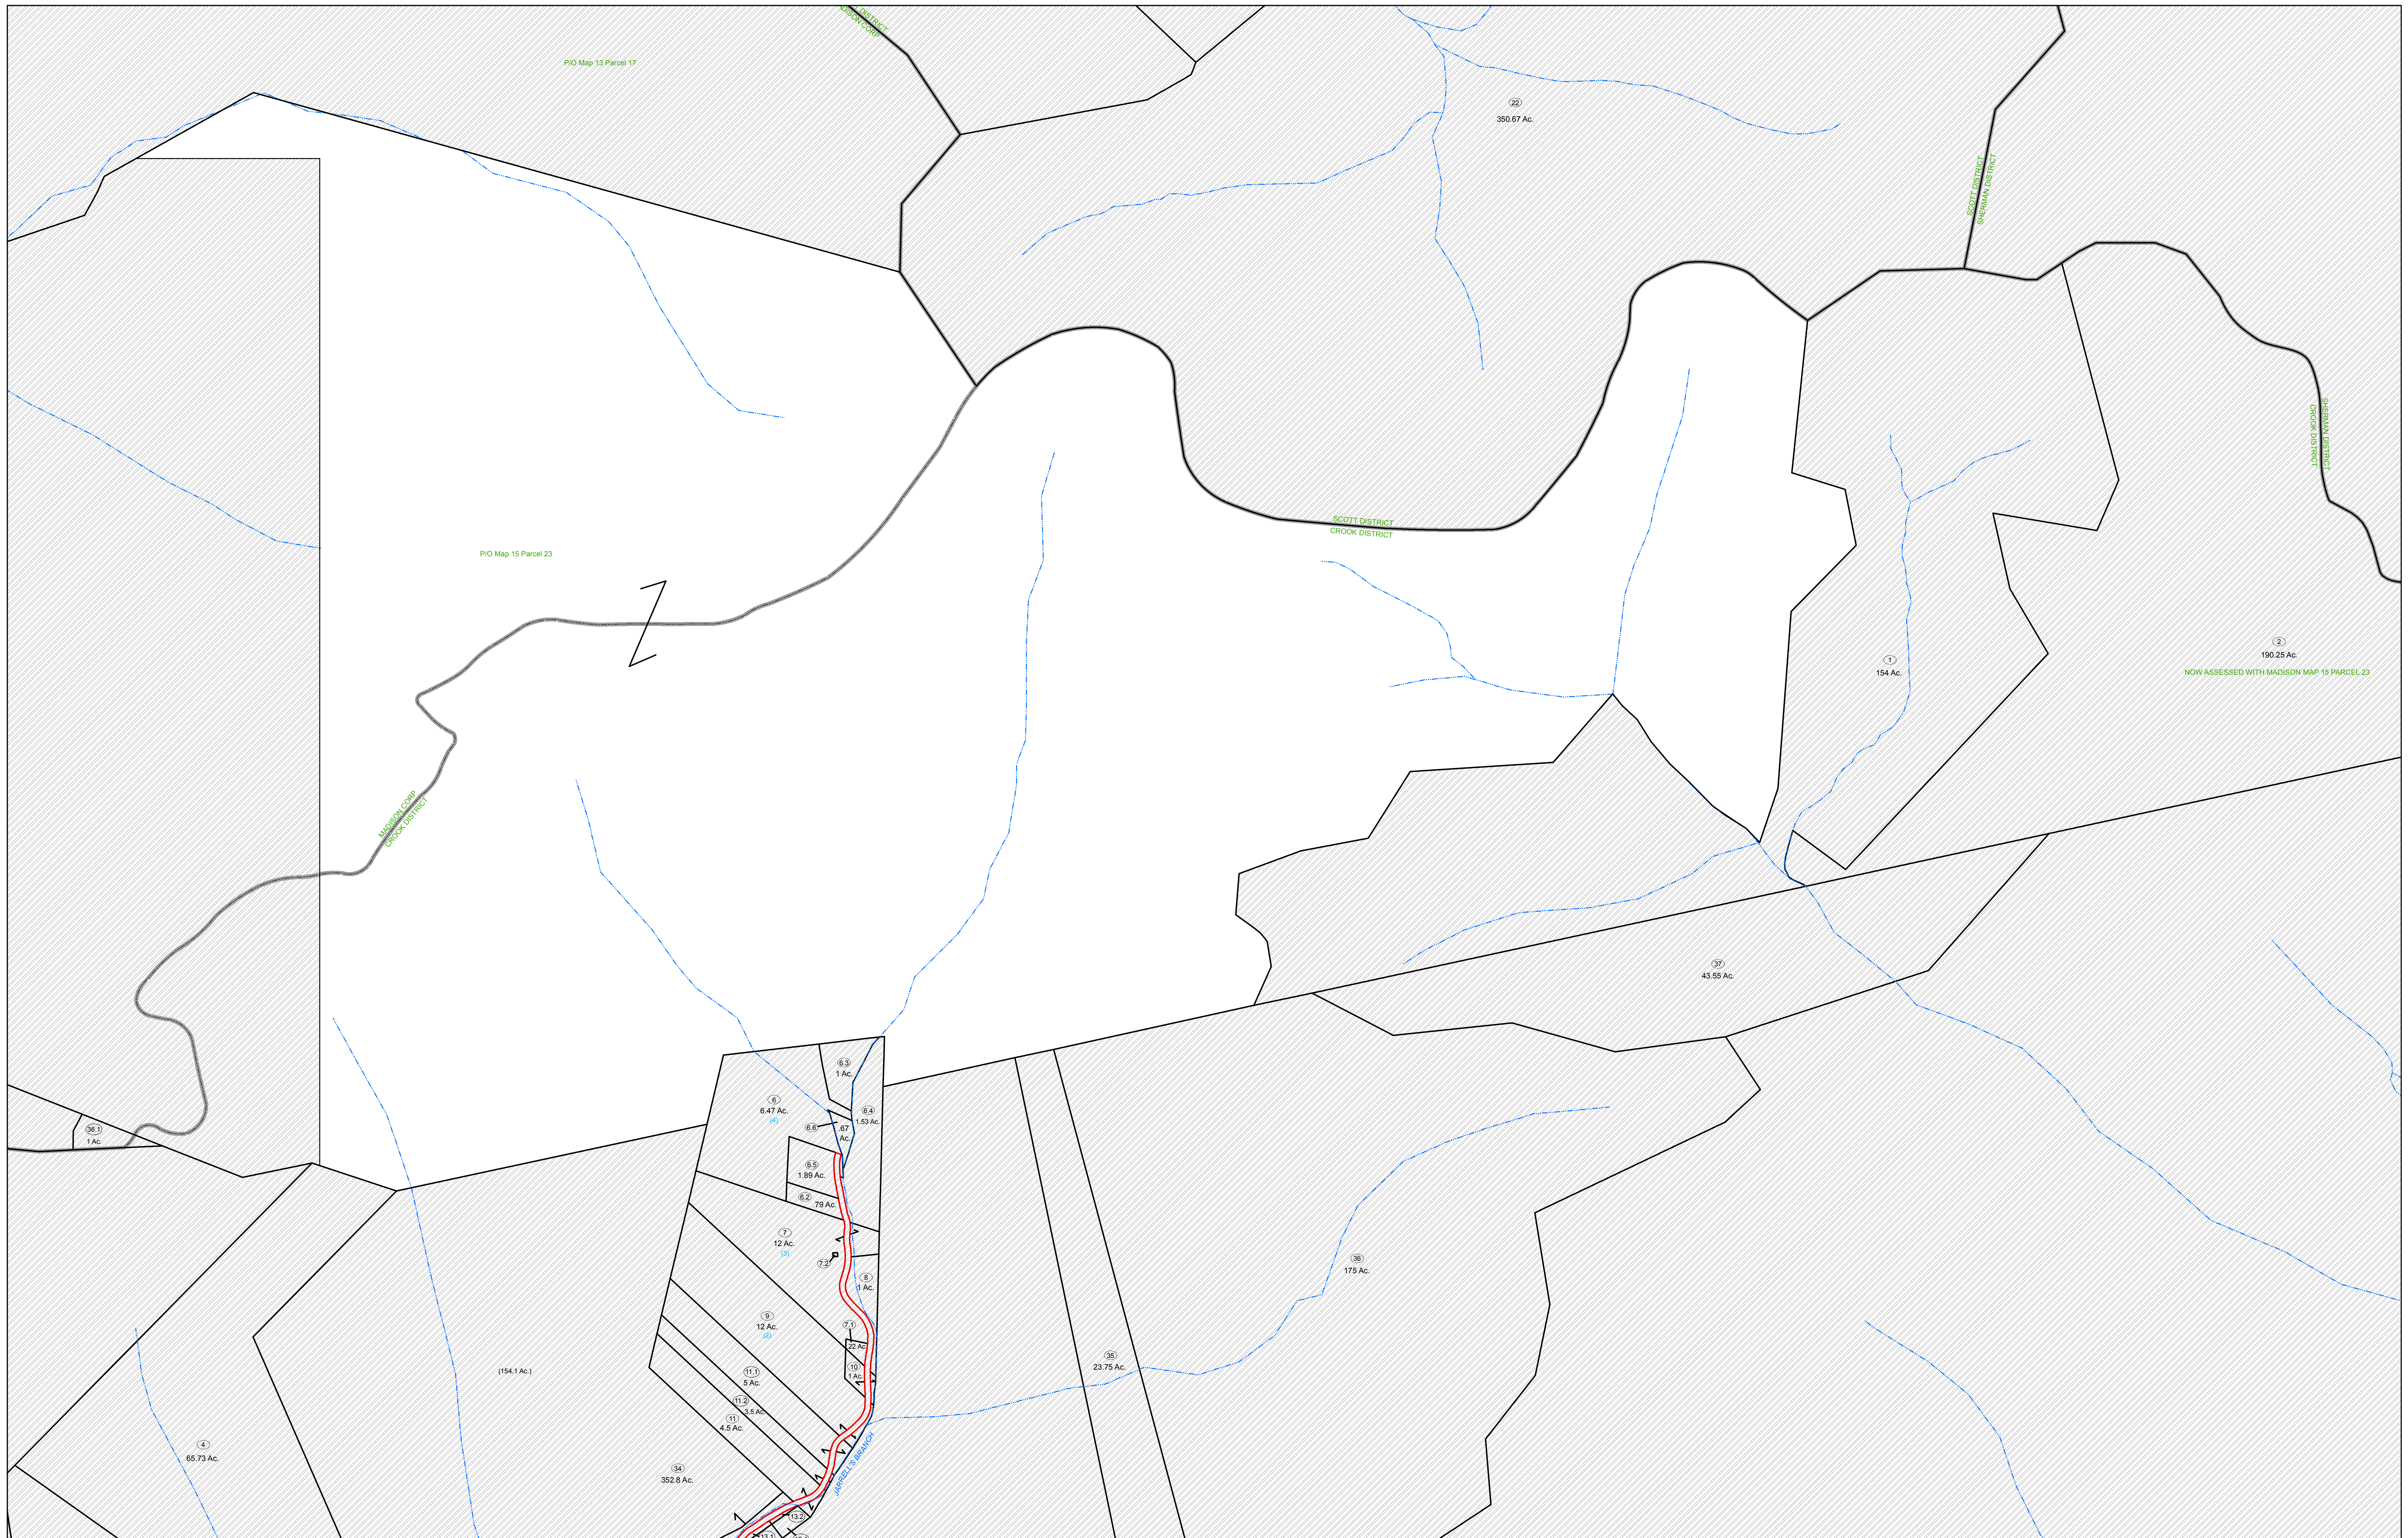 SCOTT DISTRICT
MADISON CORP
P/O Map 13 Parcel 17
22
350.67 Ac.
SCOTT DISTRICT
SHERMAN DISTRICT
SHERMAN DISTRICT
CROOK DISTRICT
SCOTT DISTRICT
CROOK DISTRICT
P/O Map 15 Parcel 23
2
190.25 Ac.
NOW ASSESSED WITH MADISON MAP 15 PARCEL 23
1
154 Ac.
MADISON CORP
CROOK DISTRICT
37
43.55 Ac.
6.3
1 Ac.
6
6.47 Ac.
(4)
6.4
1.53 Ac.
6.6
.67
Ac.
36.1
1 Ac.
6.5
1.89 Ac.
6.2
.79 Ac.
7
12 Ac.
(3)
7.2
8
1 Ac.
36
175 Ac.
9
12 Ac.
(2)
7.1
.22 Ac.
10
1 Ac.
35
23.75 Ac.
(154.1 Ac.)
11.1
5 Ac.
11.2
3.5 Ac.
11
4.5 Ac.
4
65.73 Ac.
34
352.8 Ac.
JARRELL'S BRANCH
13.2
13.1